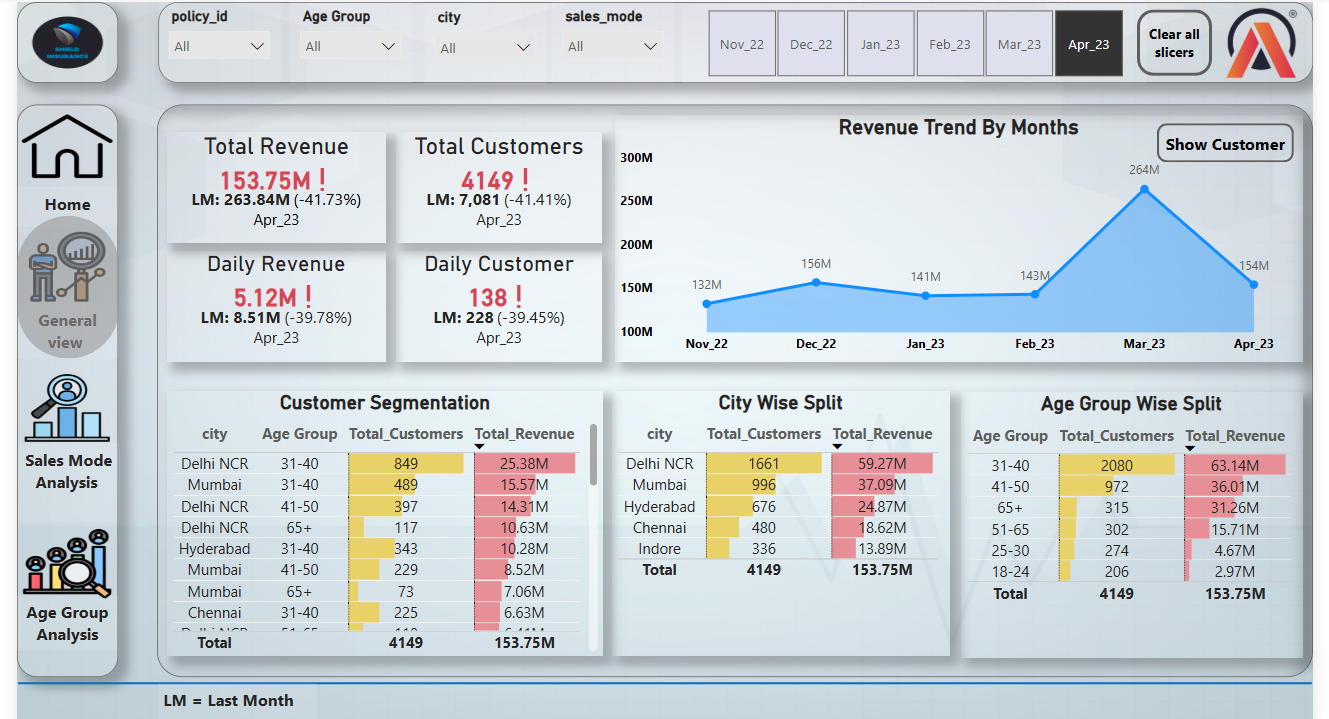 SHIELD
INSURANCE
policy_id Age Group city sales_mode
All All All All
Nov_22 Dec_22 Jan_23 Feb_23 Mar_23 Apr_23
Clear all
slicers
®
Home
General
view
Sales Mode
Analysis
Age Group
Analysis
Total Revenue
153.75M !
LM: 263.84M (-41.73%)
Apr_23
Total Customers
4149 !
LM: 7,081 (-41.41%)
Apr_23
Daily Revenue
5.12M !
LM: 8.51M (-39.78%)
Apr_23
Daily Customer
138 !
LM: 228 (-39.45%)
Apr_23
Revenue Trend By Months
Show Customer
300M
250M
200M
150M
100M
132M
156M
141M
143M
264M
154M
Nov_22 Dec_22 Jan_23 Feb_23 Mar_23 Apr_23
Customer Segmentation
city Age Group Total_Customers Total_Revenue
Delhi NCR 31-40 849 25.38M
Mumbai 31-40 489 15.57M
Delhi NCR 41-50 397 14.31M
Delhi NCR 65+ 117 10.63M
Hyderabad 31-40 343 10.28M
Mumbai 41-50 229 8.52M
Mumbai 65+ 73 7.06M
Chennai 31-40 225 6.63M
Total 4149 153.75M
City Wise Split
city Total_Customers Total_Revenue
Delhi NCR 1661 59.27M
Mumbai 996 37.09M
Hyderabad 676 24.87M
Chennai 480 18.62M
Indore 336 13.89M
Total 4149 153.75M
Age Group Wise Split
Age Group Total_Customers Total_Revenue
31-40 2080 63.14M
41-50 972 36.01M
65+ 315 31.26M
51-65 302 15.71M
25-30 274 4.67M
18-24 206 2.97M
Total 4149 153.75M
LM = Last Month